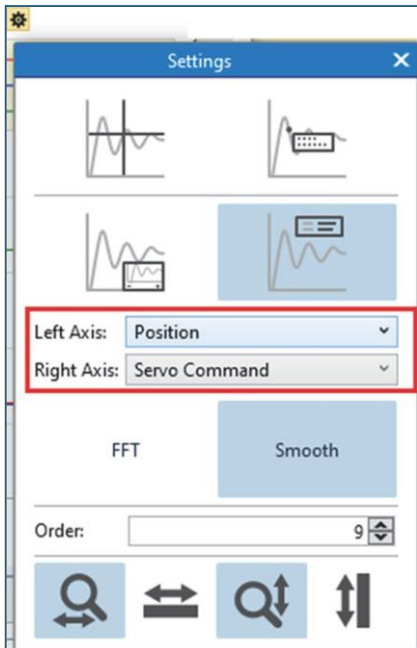 Settings
Left Axis: Position
Right Axis: Servo Command
FFT Smooth
Order: 9